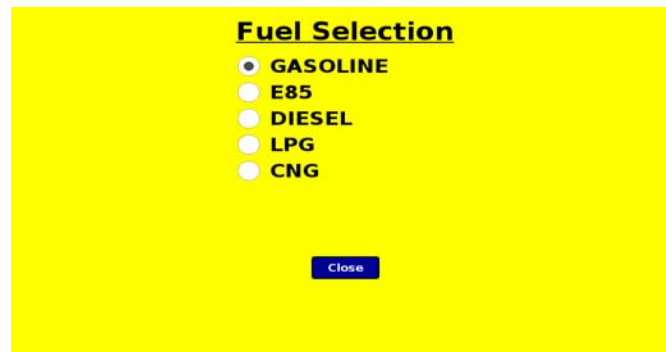 Fuel Selection
GASOLINE
E85
DIESEL
LPG
CNG
Close